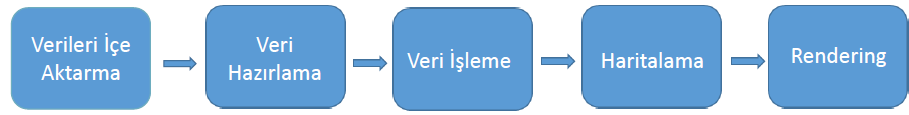 Verileri İçe
Aktarma
Veri
Hazırlama
Veri İşleme
Haritalama
Rendering